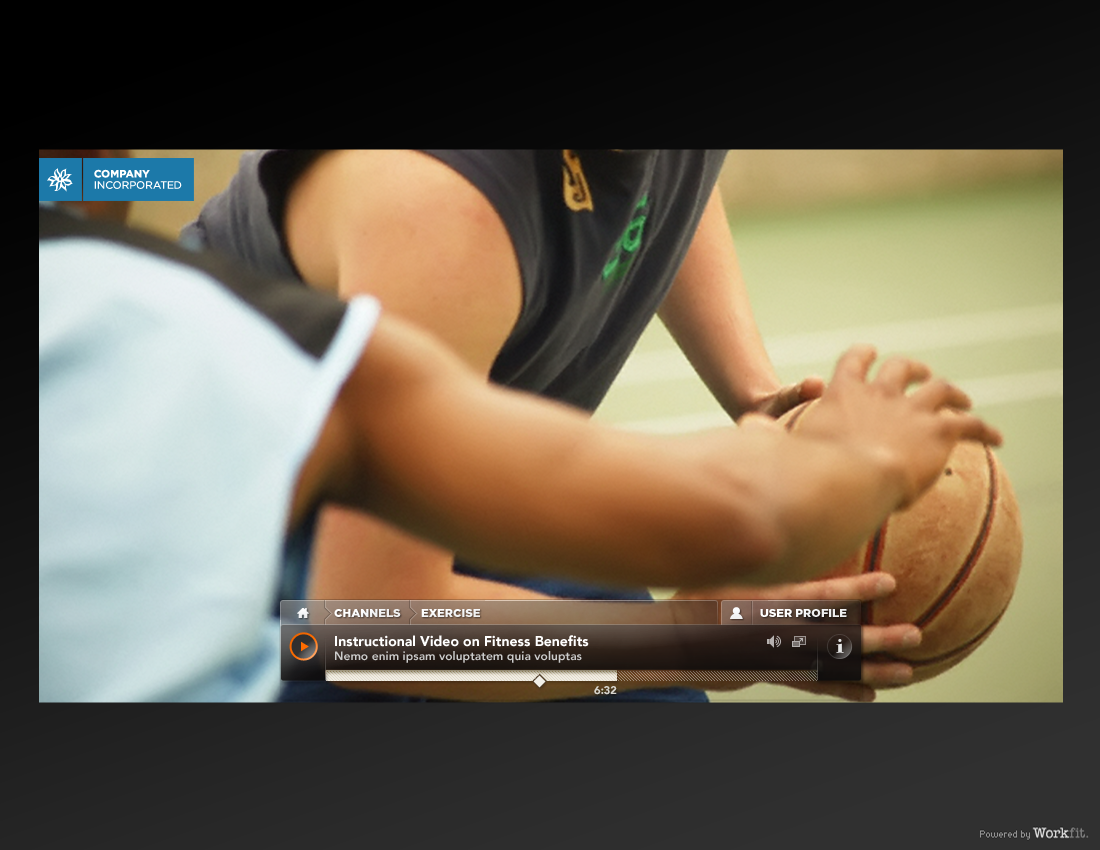 COMPANY
INCORPORATED
CHANNELS
EXERCISE
USER PROFILE
Instructional Video on Fitness Benefits
Nemo enim ipsam voluptatem quia voluptas
6:32
Powered by Workfit.